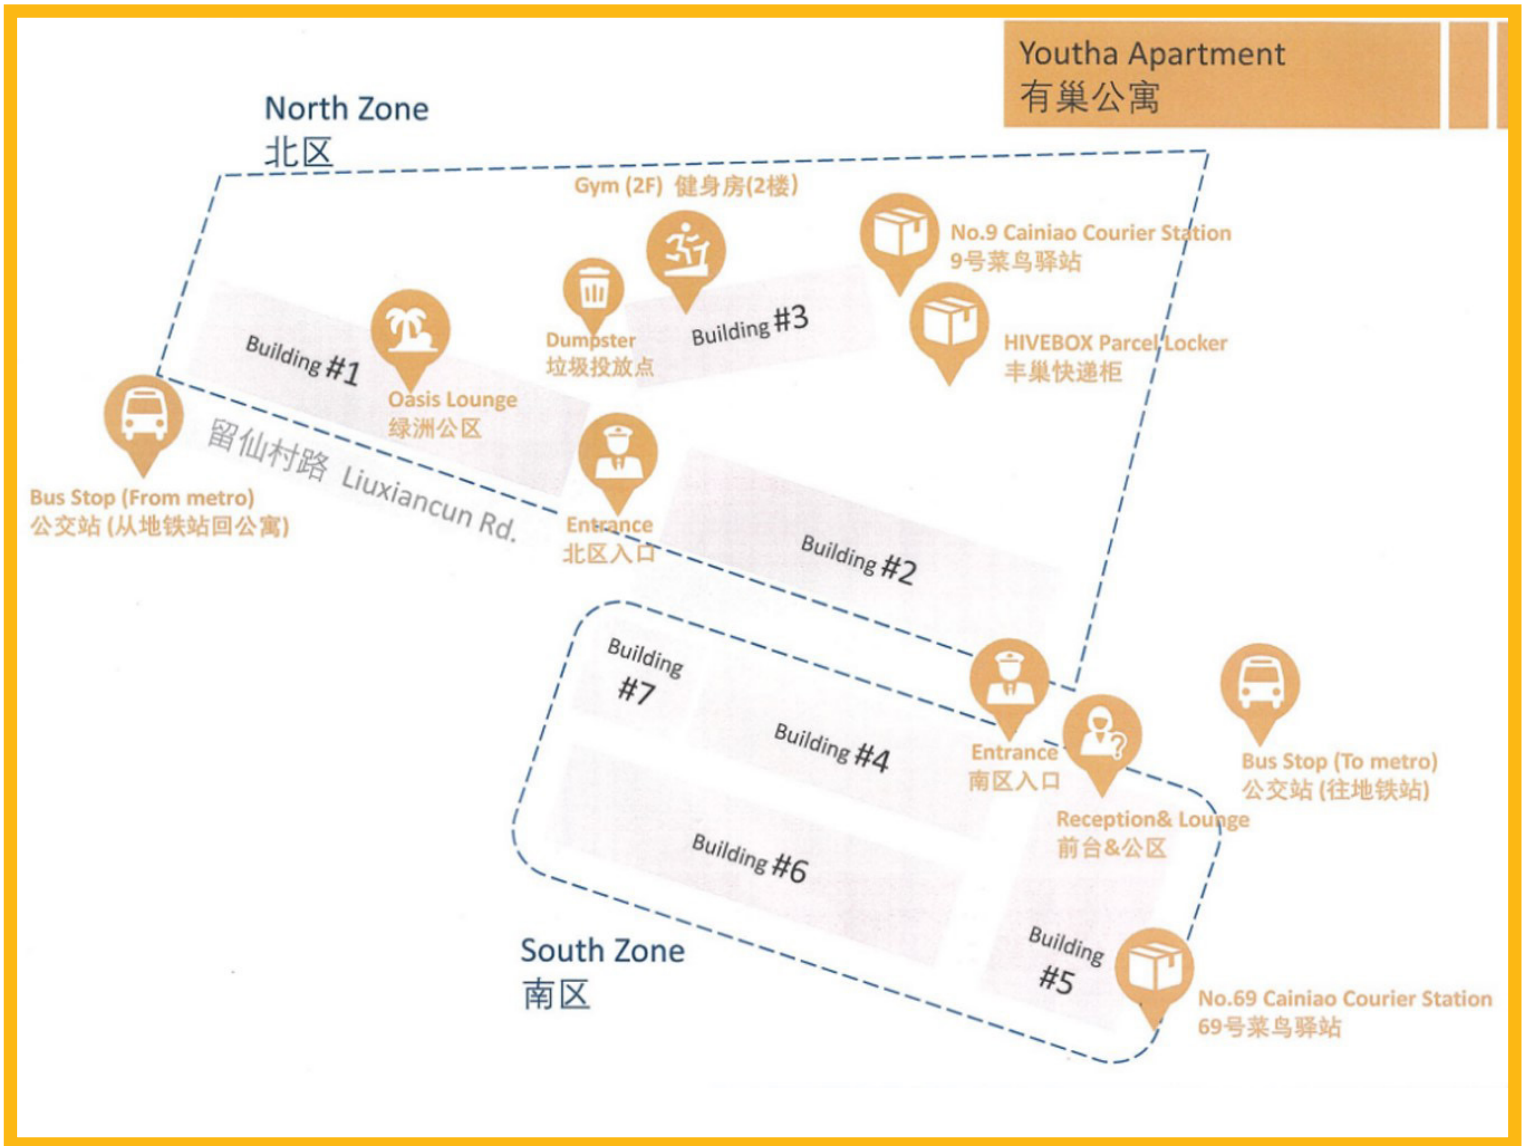 Youtha Apartment
有巢公寓
North Zone
北区
Gym (2F) 健身房(2楼)
No.9 Cainiao Courier Station
9号菜鸟驿站
Building #3
Dumpster
垃圾投放点
HIVEBOX Parcel Locker
丰巢快递柜
Building #1
Oasis Lounge
绿洲公区
留仙村路 Liuxiancun Rd.
Bus Stop (From metro)
公交站 (从地铁站回公寓)
Entrance
北区入口
Building #2
Building
#7
Building #4
Entrance
南区入口
Bus Stop (To metro)
公交站 (往地铁站)
Reception& Lounge
前台&公区
Building #6
Building
#5
South Zone
南区
No.69 Cainiao Courier Station
69号菜鸟驿站